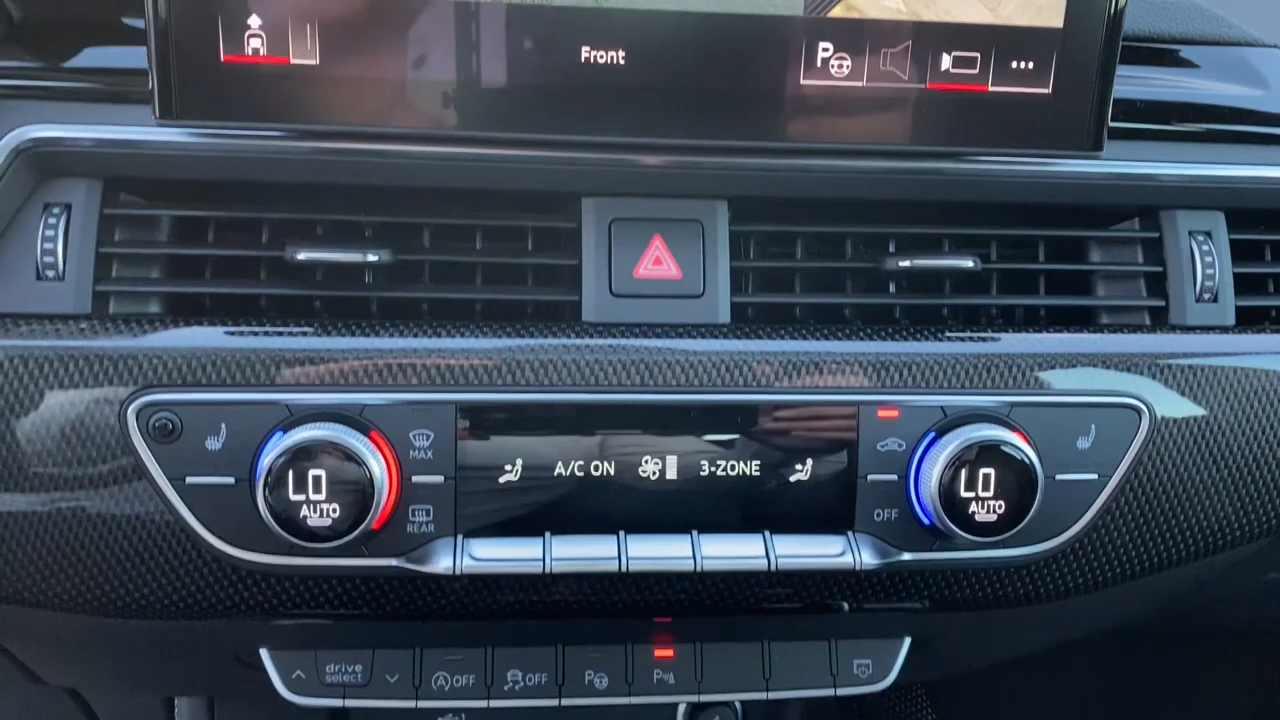 Front
P
MAX
REAR
LO
AUTO
A/C ON
3-ZONE
OFF
LO
AUTO
drive
select
A OFF
OFF
P
P